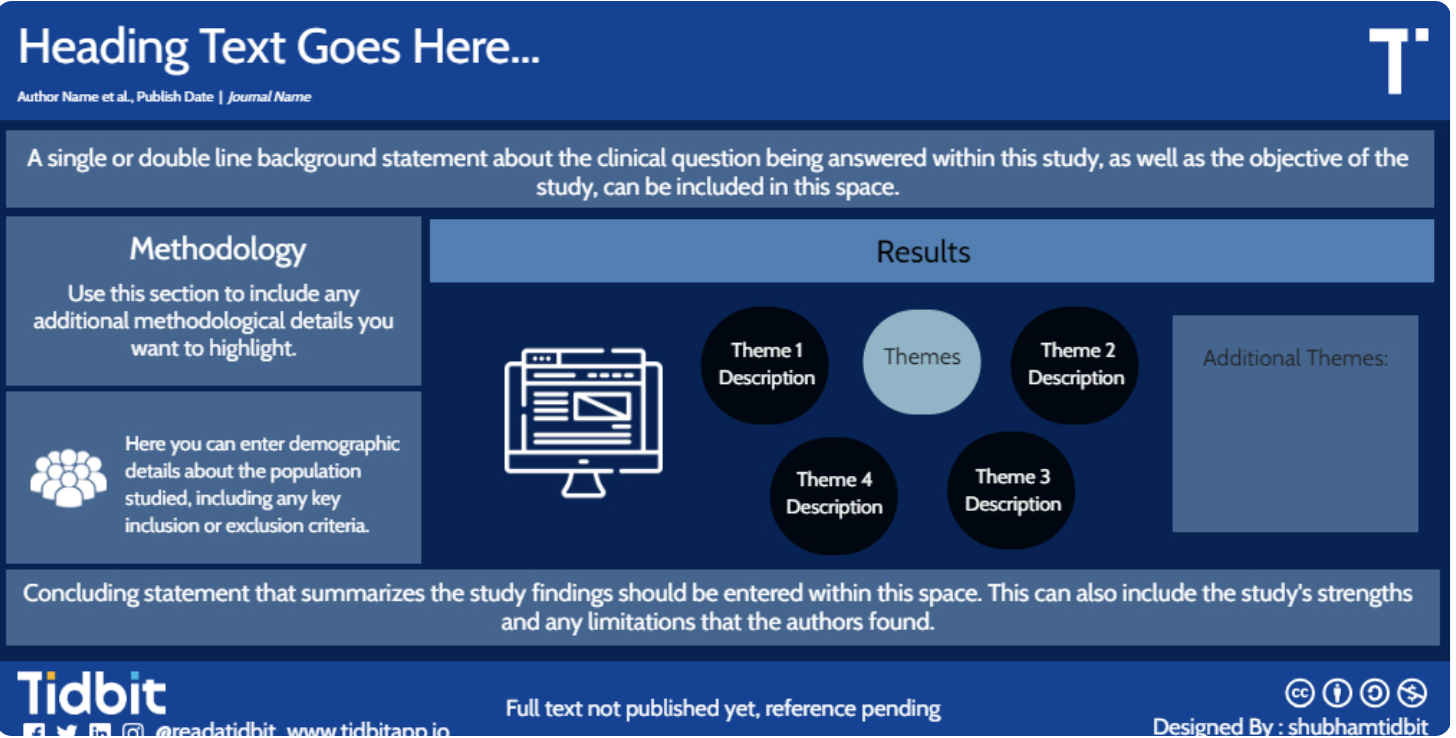 Heading Text Goes Here...
T
Author Name et al., Publish Date | Journal Name
A single or double line background statement about the clinical question being answered within this study, as well as the objective of the
study, can be included in this space.
Methodology
Use this section to include any
additional methodological details you
want to highlight.
Here you can enter demographic
details about the population
studied, including any key
inclusion or exclusion criteria.
Results
Theme 1
Description
Themes
Theme 2
Description
Theme 4
Description
Theme 3
Description
Additional Themes:
Concluding statement that summarizes the study findings should be entered within this space. This can also include the study's strengths
and any limitations that the authors found.
Tidbit
@readatidbit www.tidbitapp.io
Full text not published yet, reference pending
cc
Designed By : shubhamtidbit